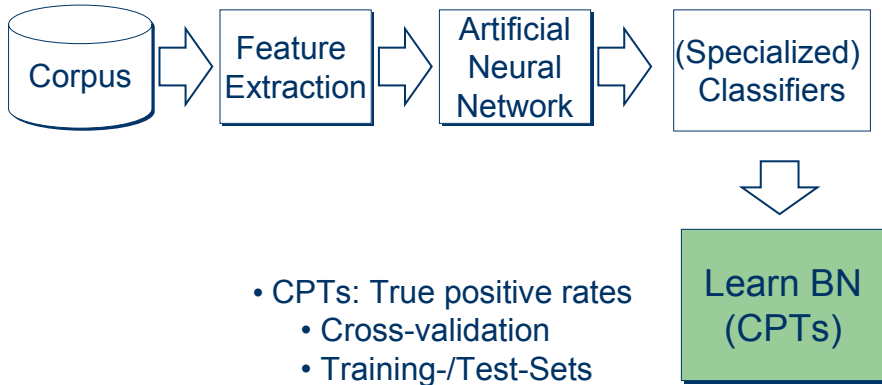 Corpus
Feature
Extraction
Artificial
Neural
Network
(Specialized)
Classifiers
Learn BN
(CPTs)
• CPTs: True positive rates
• Cross-validation
• Training-/Test-Sets